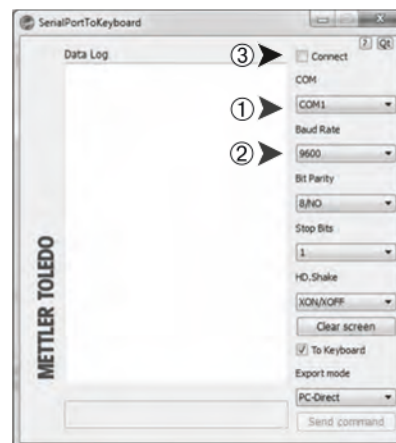 SerialPortToKeyboard
? Qt
Data Log
③ Connect
COM
① COM1
Baud Rate
② 9600
Bit Parity
8/NO
Stop Bits
1
HD.Shake
XON/XOFF
Clear screen
To Keyboard
Export mode
PC-Direct
Send command
METTLER TOLEDO